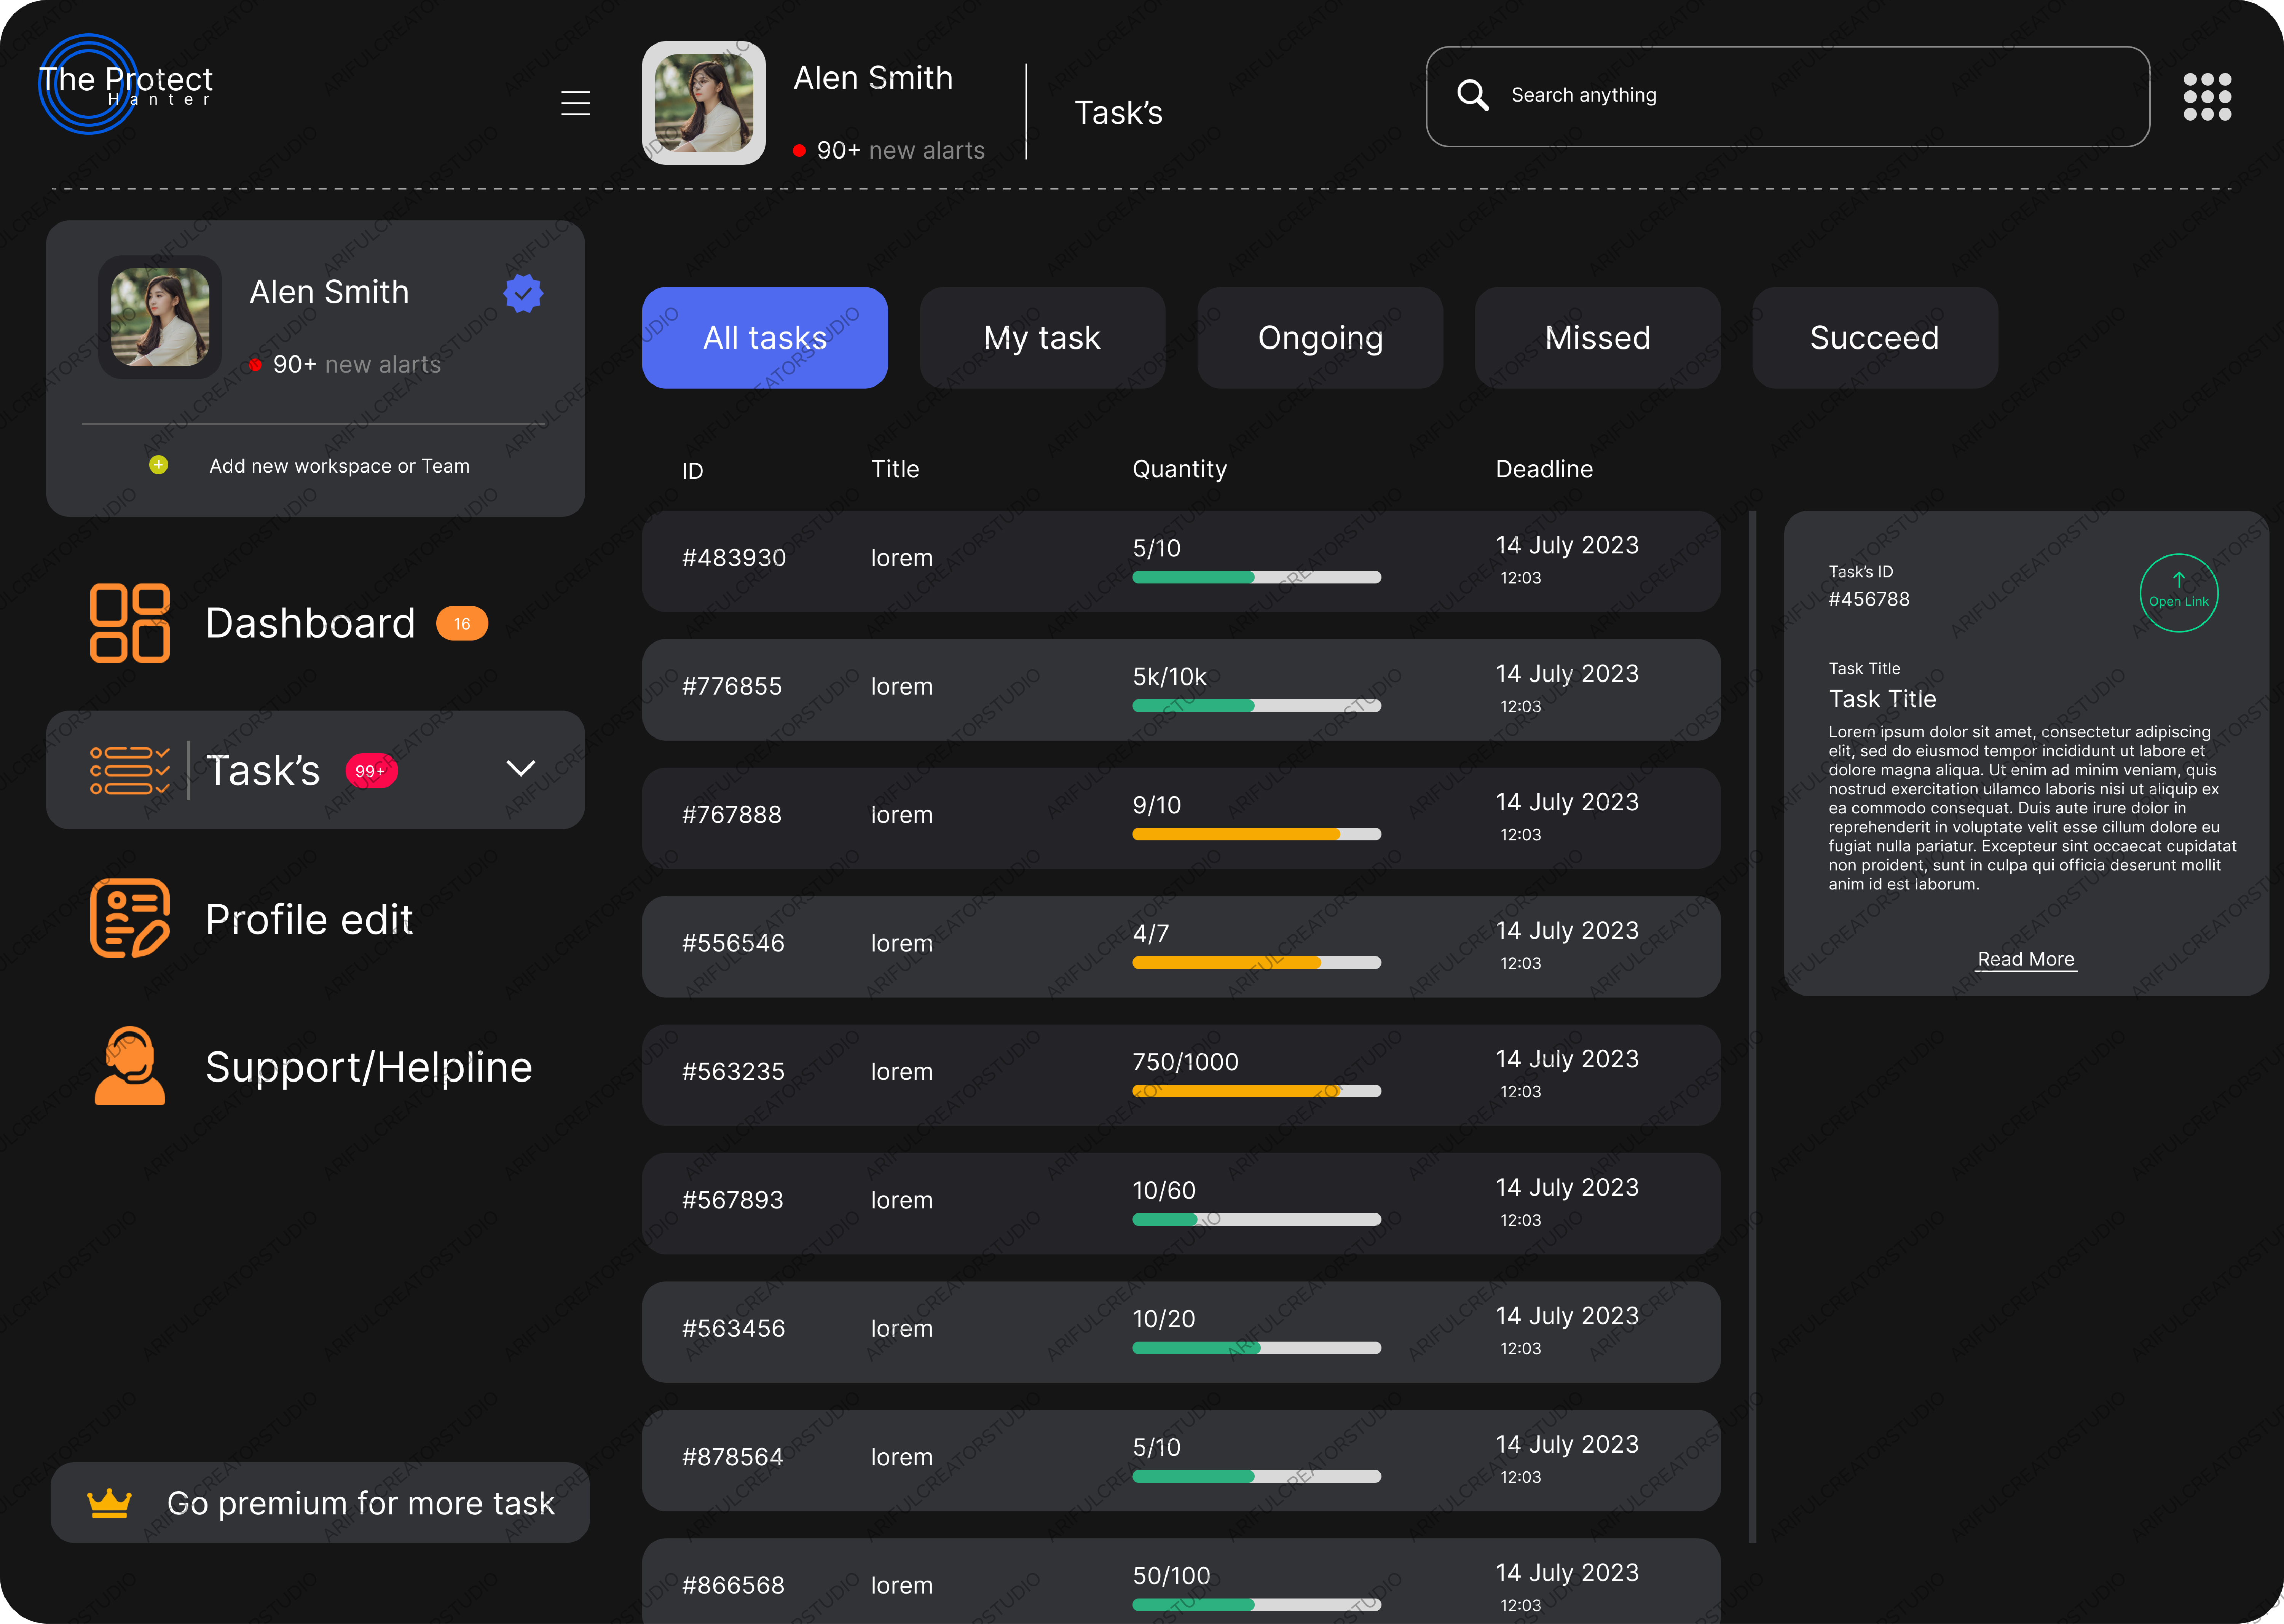 The Protect
Hanter
Alen Smith
90+ new alarts
Task’s
Search anything
Alen Smith
90+ new alarts
Add new workspace or Team
Dashboard 16
Task’s 99+
Profile edit
Support/Helpline
Go premium for more task
All tasks
My task
Ongoing
Missed
Succeed
ID Title Quantity Deadline
#483930 lorem 5/10 14 July 2023
12:03
#776855 lorem 5k/10k 14 July 2023
12:03
#767888 lorem 9/10 14 July 2023
12:03
#556546 lorem 4/7 14 July 2023
12:03
#563235 lorem 750/1000 14 July 2023
12:03
#567893 lorem 10/60 14 July 2023
12:03
#563456 lorem 10/20 14 July 2023
12:03
#878564 lorem 5/10 14 July 2023
12:03
#866568 lorem 50/100 14 July 2023
12:03
Task’s ID
#456788
Open Link
Task Title
Task Title
Lorem ipsum dolor sit amet, consectetur adipiscing
elit, sed do eiusmod tempor incididunt ut labore et
dolore magna aliqua. Ut enim ad minim veniam, quis
nostrud exercitation ullamco laboris nisi ut aliquip ex
ea commodo consequat. Duis aute irure dolor in
reprehenderit in voluptate velit esse cillum dolore eu
fugiat nulla pariatur. Excepteur sint occaecat cupidatat
non proident, sunt in culpa qui officia deserunt mollit
anim id est laborum.
Read More
ARIFULCREATORSTUDIO